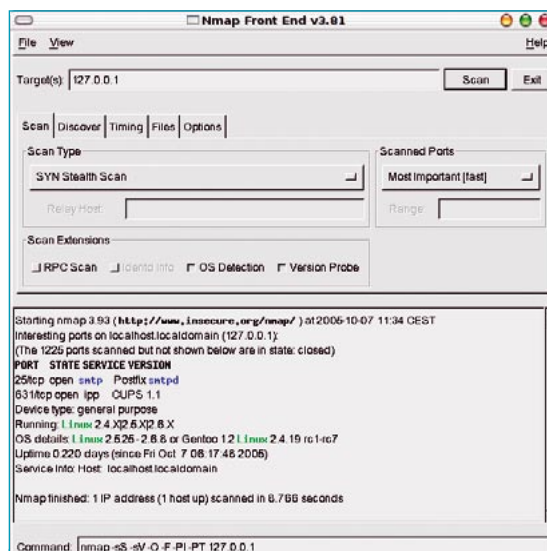 Nmap Front End v3.81
File View Help
Target(s): 127.0.0.1 Scan Exit
Scan Discover Timing Files Options
Scan Type Scanned Ports
SYN Stealth Scan Most Important [fast]
Relay Host: Range:
Scan Extensions
RPC Scan Identd Info OS Detection Version Probe
Starting nmap 3.93 ( http://www.insecure.org/nmap/ ) at 2005-10-07 11:34 CEST
Interesting ports on localhost.localdomain (127.0.0.1):
(The 1225 ports scanned but not shown below are in state: closed)
PORT STATE SERVICE VERSION
25/tcp open smtp Postfix smtpd
631/tcp open ipp CUPS 1.1
Device type: general purpose
Running: Linux 2.4.X|2.5.X|2.6.X
OS details: Linux 2.5.25 - 2.6.8 or Gentoo 1.2 Linux 2.4.19 rc1-rc7
Uptime 0.220 days (since Fri Oct 7 06:17:46 2005)
Service Info: Host: localhost.localdomain
Nmap finished: 1 IP address (1 host up) scanned in 8.766 seconds
Command: nmap -sS -sV -O -F -PI -PT 127.0.0.1